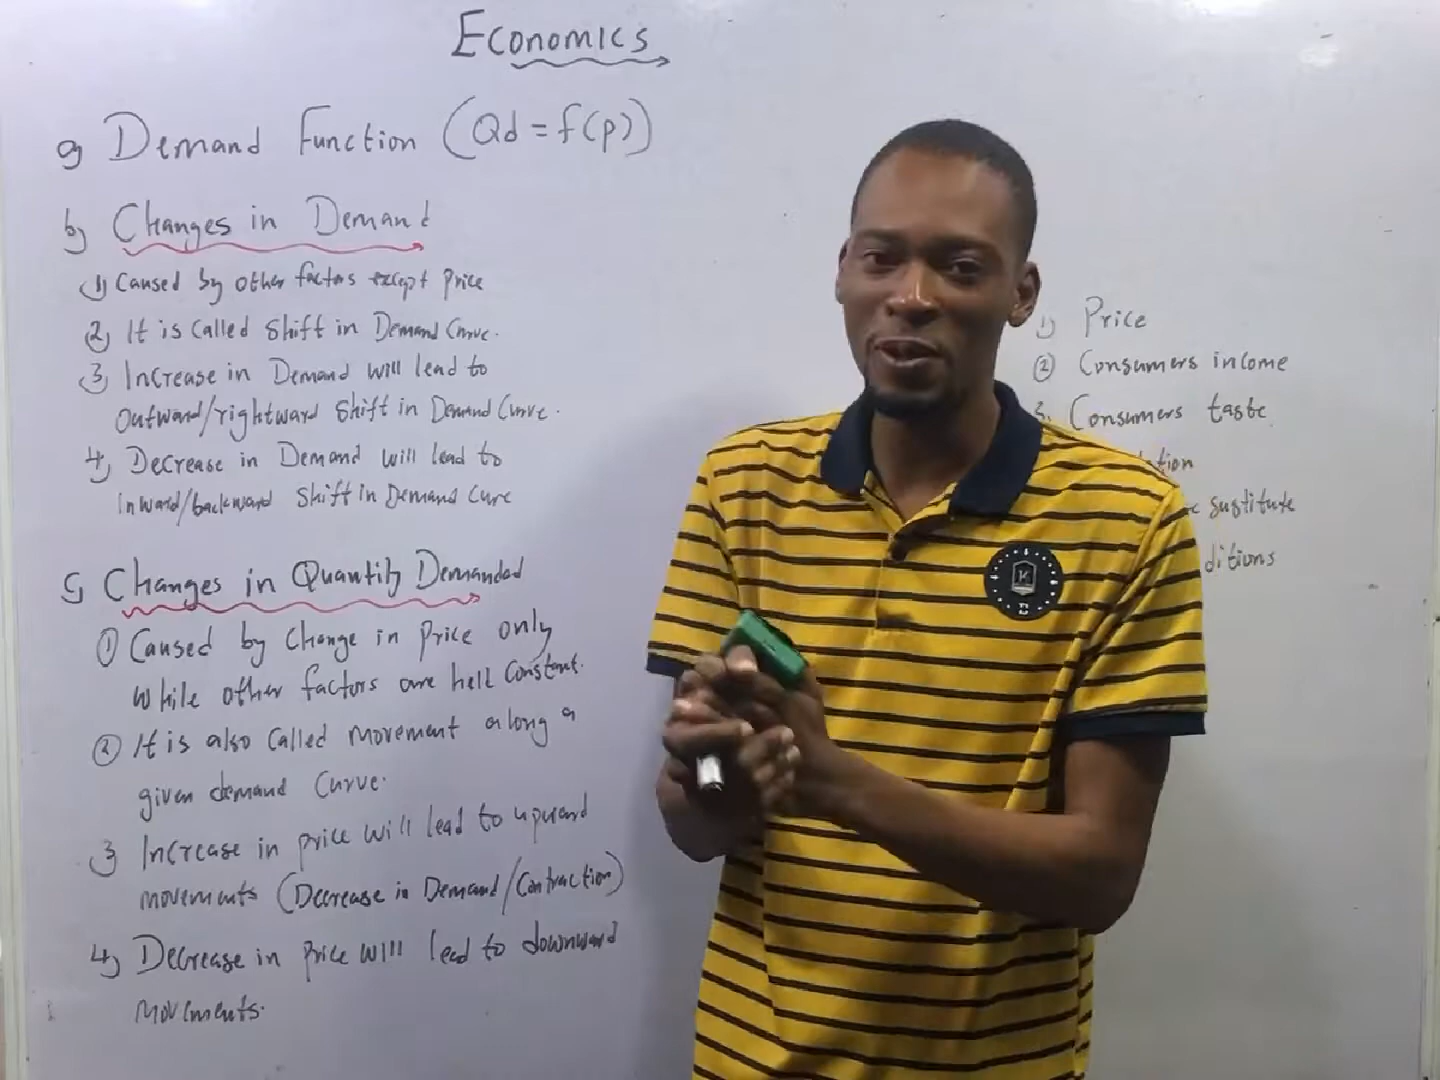 Economics
a) Demand Function (Qd = f(p))
b) Changes in Demand
1) Caused by other factors except price
2) It is called shift in Demand Curve.
3) Increase in Demand will lead to
outward/rightward shift in Demand Curve.
4) Decrease in Demand will lead to
inward/backward shift in Demand Cure
c) Changes in Quantity Demanded
① Caused by change in price only
while other factors are held constant.
② It is also called movement along a
given demand curve.
3) Increase in price will lead to upward
movements (Decrease in Demand/Contraction)
4) Decrease in price will lead to downward
movements.
1) Price
② Consumers income
3. Consumers taste
tion
sustitute
ditions